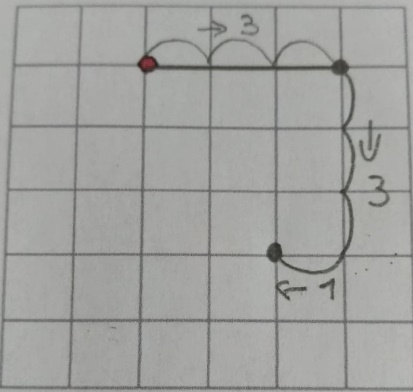 → 3
↓
3
← 1